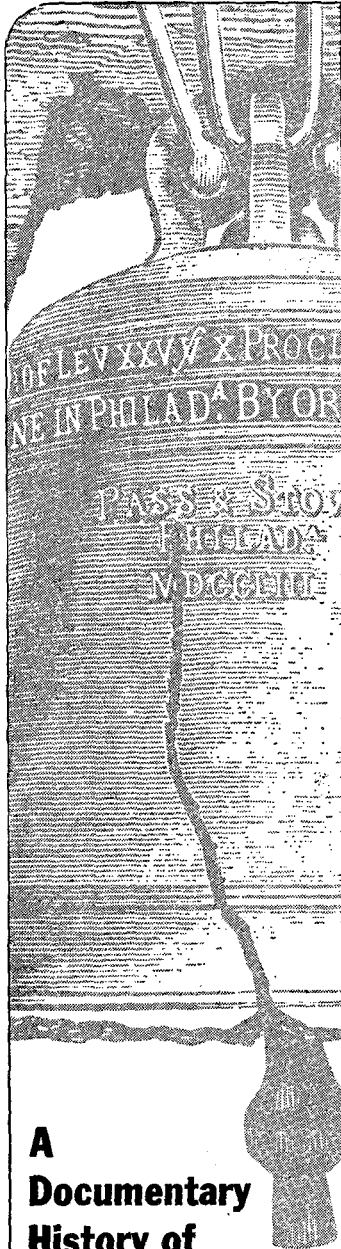 OF LEV XXV X PROCL
NE IN PHILADA BY OR
PASS & STOW
PHILADA
MDCCLIII
A
Documentary
History of